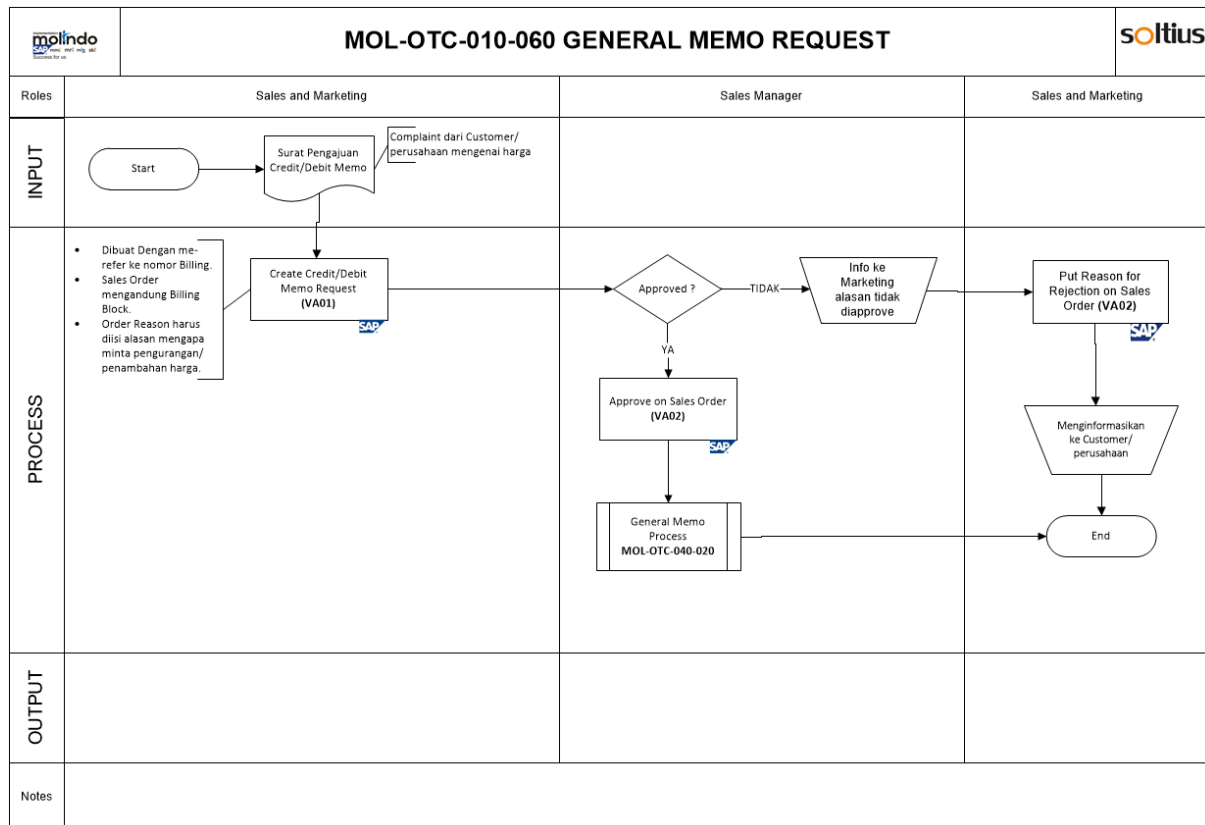 molindo
SAP mmi mri mig aki
Success for us
MOL-OTC-010-060 GENERAL MEMO REQUEST
soltius
Roles
Sales and Marketing
Sales Manager
Sales and Marketing
INPUT
Start
Surat Pengajuan
Credit/Debit Memo
Complaint dari Customer/
perusahaan mengenai harga
PROCESS
• Dibuat Dengan me-
refer ke nomor Billing.
• Sales Order
mengandung Billing
Block.
• Order Reason harus
diisi alasan mengapa
minta pengurangan/
penambahan harga.
Create Credit/Debit
Memo Request
(VA01)
SAP
Approved ?
TIDAK
Info ke
Marketing
alasan tidak
diapprove
Put Reason for
Rejection on Sales
Order (VA02)
SAP
YA
Approve on Sales Order
(VA02)
SAP
Menginformasikan
ke Customer/
perusahaan
General Memo
Process
MOL-OTC-040-020
End
OUTPUT
Notes